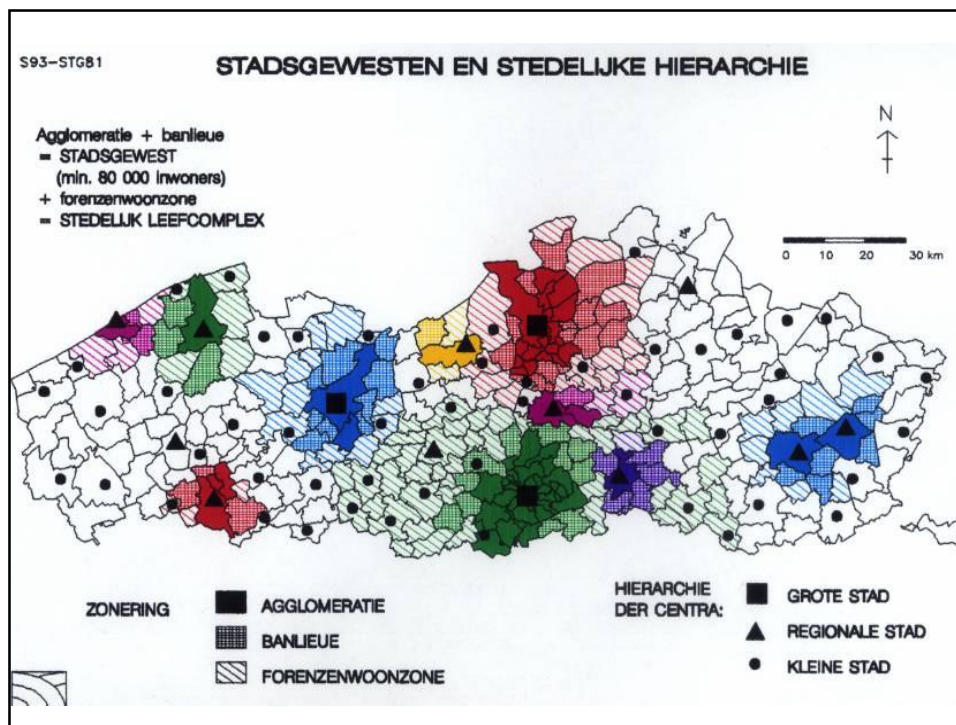 S93-STG81
STADSGEWESTEN EN STEDELIJKE HIERARCHIE
Agglomeratie + banlieue
= STADSGEWEST
(min. 80 000 inwoners)
+ forenzenwoonzone
= STEDELIJK LEEFCOMPLEX
N
0 10 20 30 km
ZONERING
AGGLOMERATIE
BANLIEUE
FORENZENWOONZONE
HIERARCHIE
DER CENTRA:
GROTE STAD
REGIONALE STAD
KLEINE STAD